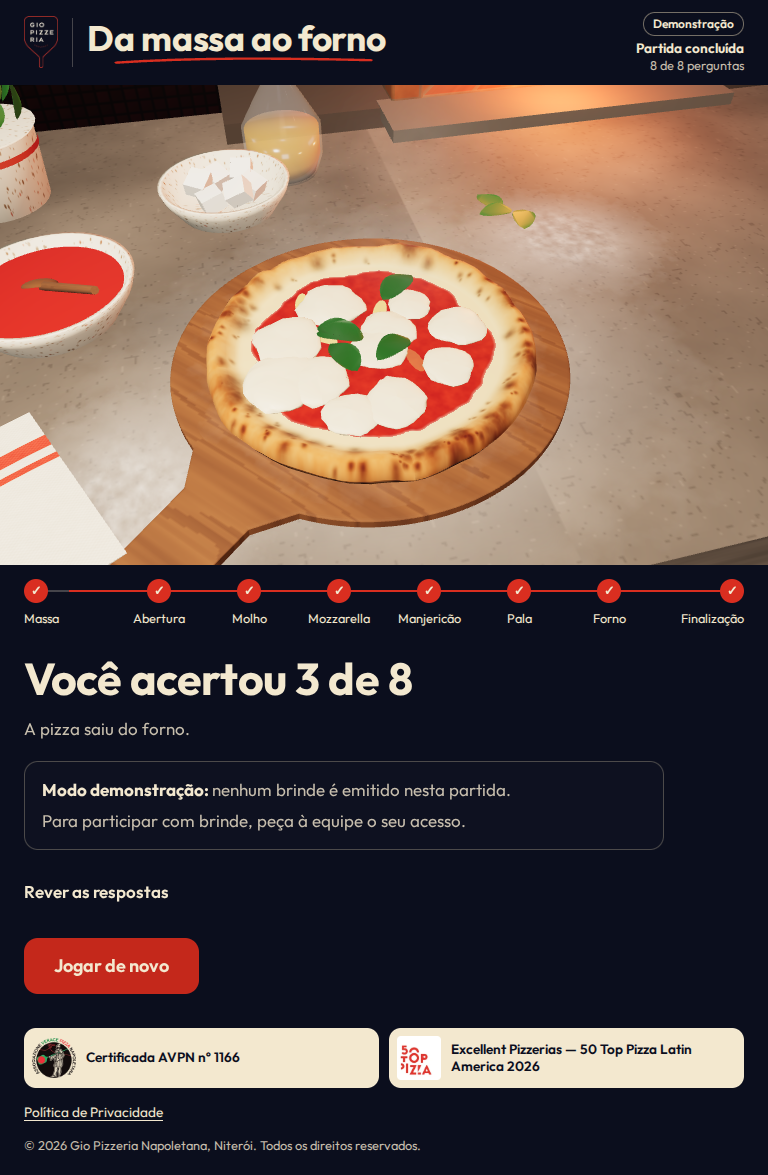 GIO
PIZZE
RIA
Da massa ao forno
Demonstração
Partida concluída
8 de 8 perguntas
Massa
Abertura
Molho
Mozzarella
Manjericão
Pala
Forno
Finalização
Você acertou 3 de 8
A pizza saiu do forno.
Modo demonstração: nenhum brinde é emitido nesta partida.
Para participar com brinde, peça à equipe o seu acesso.
Rever as respostas
Jogar de novo
Certificada AVPN nº 1166
50
TOP
PIZZA
Excellent Pizzerias — 50 Top Pizza Latin
America 2026
Política de Privacidade
© 2026 Gio Pizzeria Napoletana, Niterói. Todos os direitos reservados.